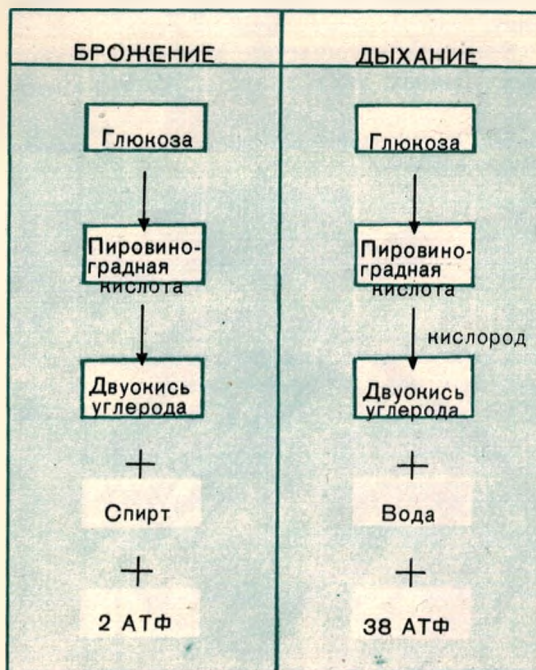 БРОЖЕНИЕ
Глюкоза
Пировино-
градная
кислота
Двуокись
углерода
+
Спирт
+
2 АТФ
ДЫХАНИЕ
Глюкоза
Пировино-
градная
кислота
кислород
Двуокись
углерода
+
Вода
+
38 АТФ